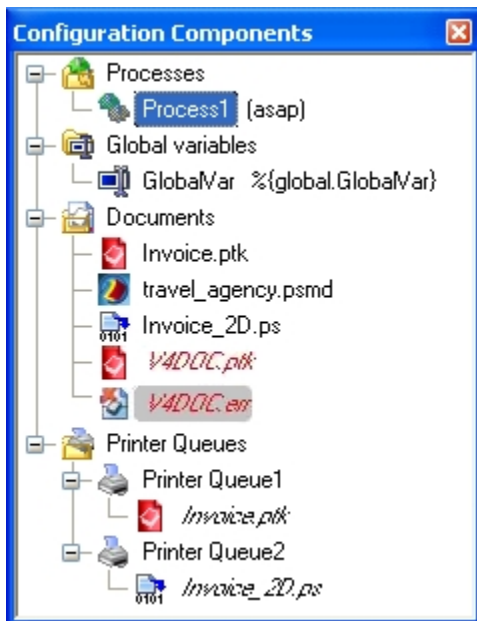 Configuration Components
Processes
Process1 (asap)
Global variables
GlobalVar %{global.GlobalVar}
Documents
Invoice.ptk
travel_agency.psmd
Invoice_2D.ps
0101
V4DOC.ptk
V4DOC.err
Printer Queues
Printer Queue1
Invoice.ptk
Printer Queue2
Invoice_2D.ps
0101